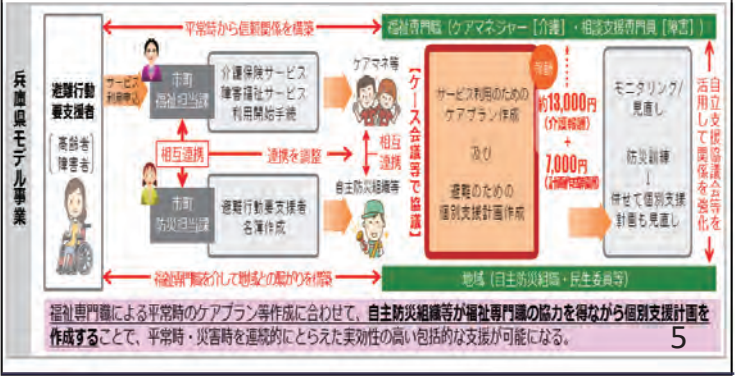 兵庫県モデル事業
平常時から信頼関係を構築
福祉専門職（ケアマネジャー［介護］・相談支援専門員［障害］）
避難行動
要支援者
高齢者
障害者
サービス
利用申込
市町
福祉担当課
介護保険サービス
障害福祉サービス
利用開始手続
ケアマネ等
相互連携
連携を調整
相互
連携
市町
防災担当課
避難行動要支援者
名簿作成
自主防災組織等
【ケース会議等で協議】
サービス利用のための
ケアプラン作成
及び
避難のための
個別支援計画作成
報酬
約13,000円
（介護報酬）
+
7,000円
モニタリング/
見直し
防災訓練
↓
併せて個別支援
計画も見直し
自立支援協議会等を
活用して関係を強化
福祉専門職を介して地域との繋がりを構築
地域（自主防災組織・民生委員等）
福祉専門職による平常時のケアプラン等作成に合わせて、自主防災組織等が福祉専門職の協力を得ながら個別支援計画を
作成することで、平常時・災害時を連続的にとらえた実効性の高い包括的な支援が可能になる。
5